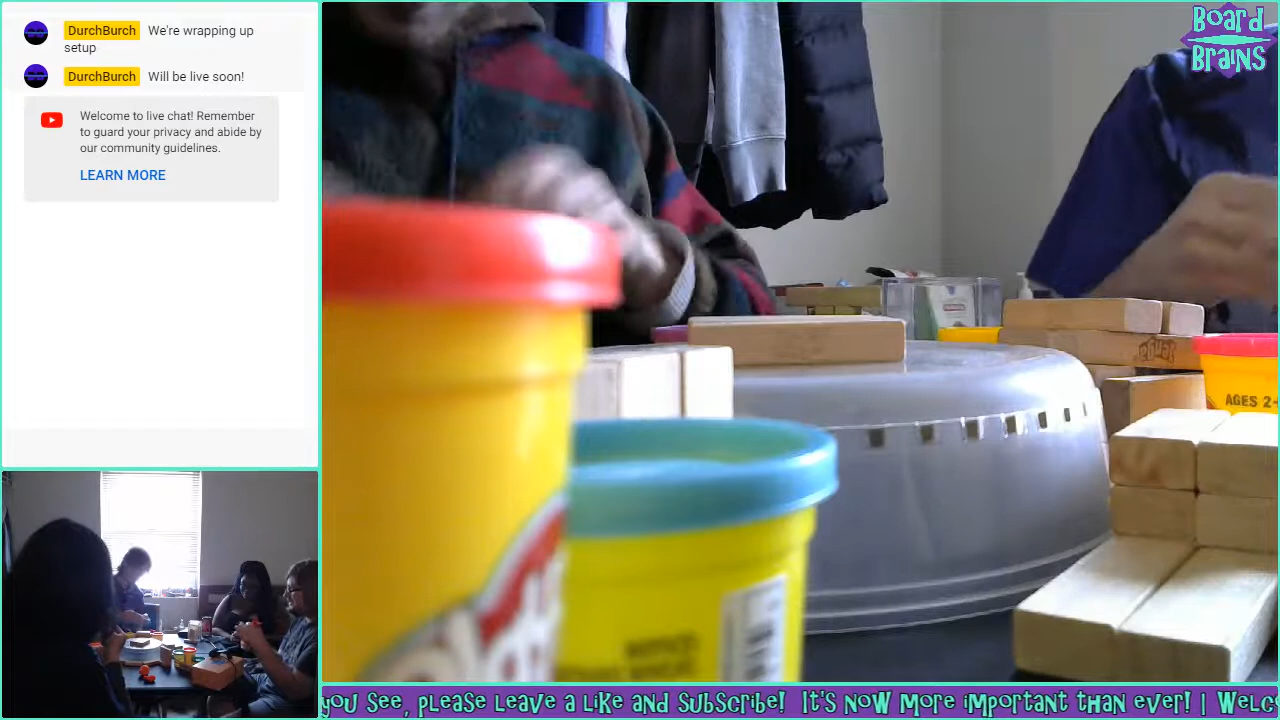 DurchBurch We're wrapping up
setup
DurchBurch Will be live soon!
Welcome to live chat! Remember
to guard your privacy and abide by
our community guidelines.
LEARN MORE
Board
Brains
Jenga
AGES 2+
you See, please Leave a Like and Subscribe! It's now more important than ever! | Welc